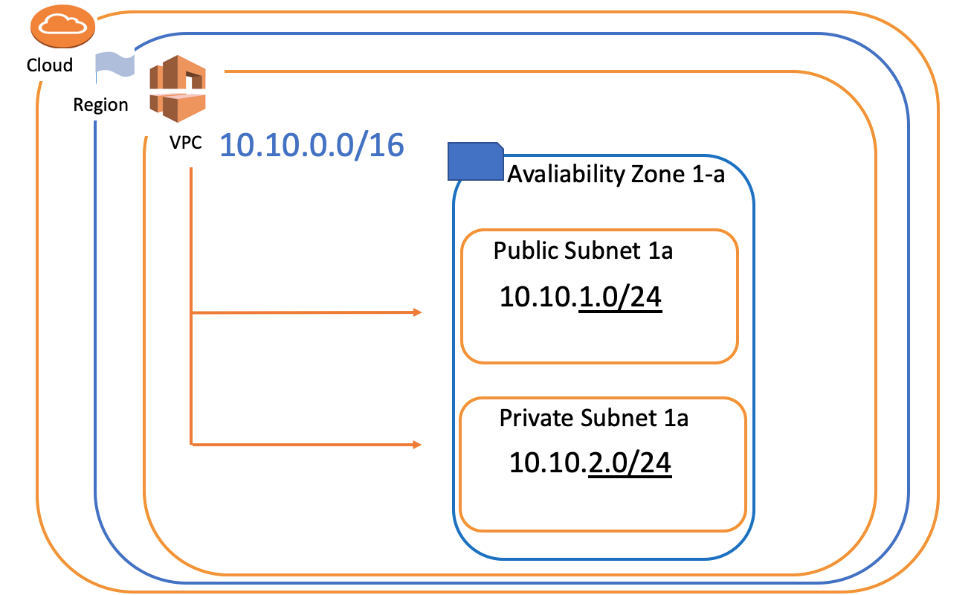 Cloud
Region
VPC
10.10.0.0/16
Avaliability Zone 1-a
Public Subnet 1a
10.10.1.0/24
Private Subnet 1a
10.10.2.0/24